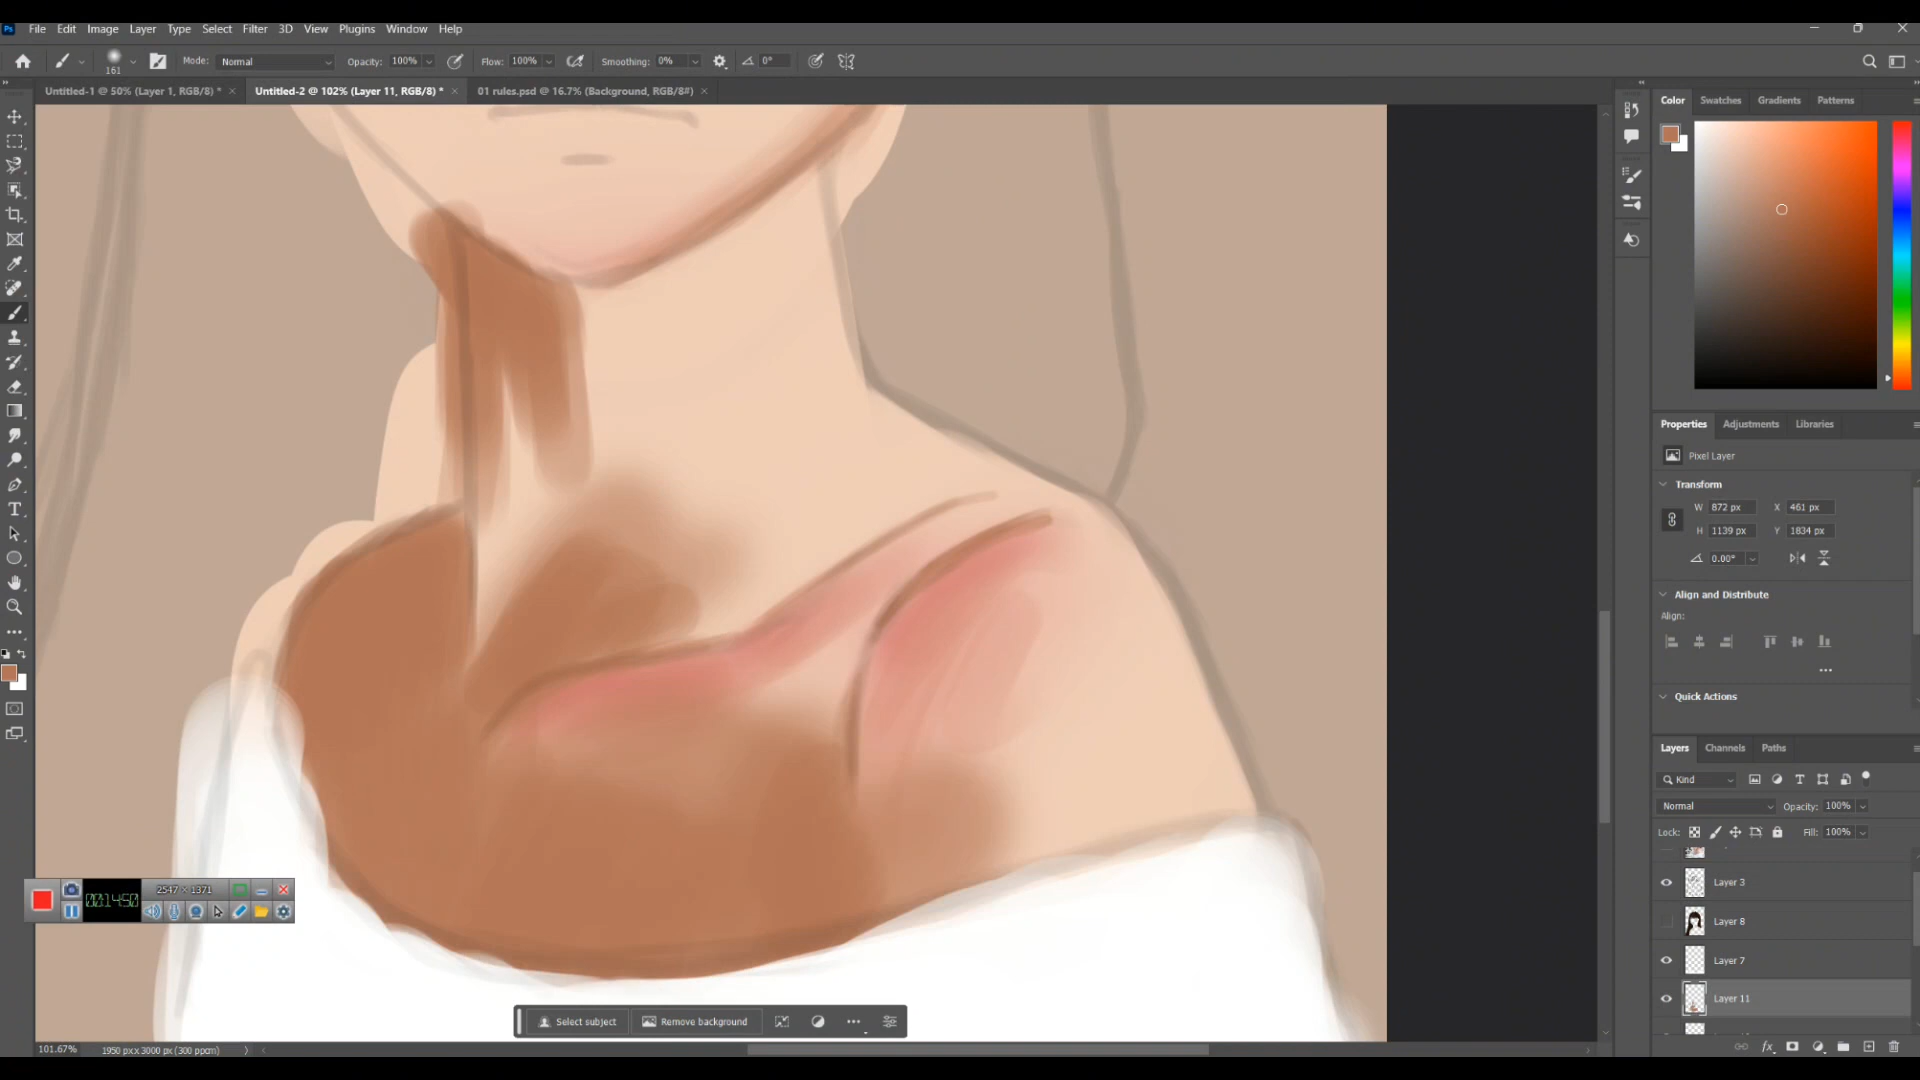 Ps File Edit Image Layer Type Select Filter 3D View Plugins Window Help
161 Mode: Normal Opacity: 100% Flow: 100% Smoothing: 0% 0°
Untitled-1 @ 50% (Layer 1, RGB/8) * × Untitled-2 @ 102% (Layer 11, RGB/8) * × 01 rules.psd @ 16.7% (Background, RGB/8#) ×
Color Swatches Gradients Patterns
Properties Adjustments Libraries
Pixel Layer
Transform
W 872 px X 461 px
H 1139 px Y 1834 px
0.00°
Align and Distribute
Align:
Quick Actions
Layers Channels Paths
Kind
Normal Opacity: 100%
Lock: Fill: 100%
Layer 3
Layer 8
Layer 7
Layer 11
2547 × 1371
001450
Select subject Remove background
101.67% 1950 px x 3000 px (300 ppcm)